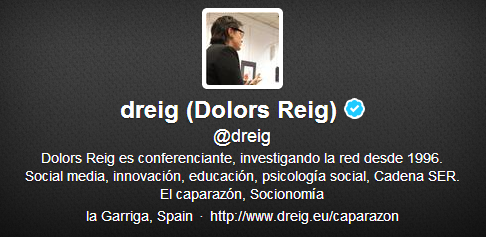 dreig (Dolors Reig)
@dreig
Dolors Reig es conferenciante, investigando la red desde 1996.
Social media, innovación, educación, psicología social, Cadena SER.
El caparazón, Socionomía
la Garriga, Spain · http://www.dreig.eu/caparazon